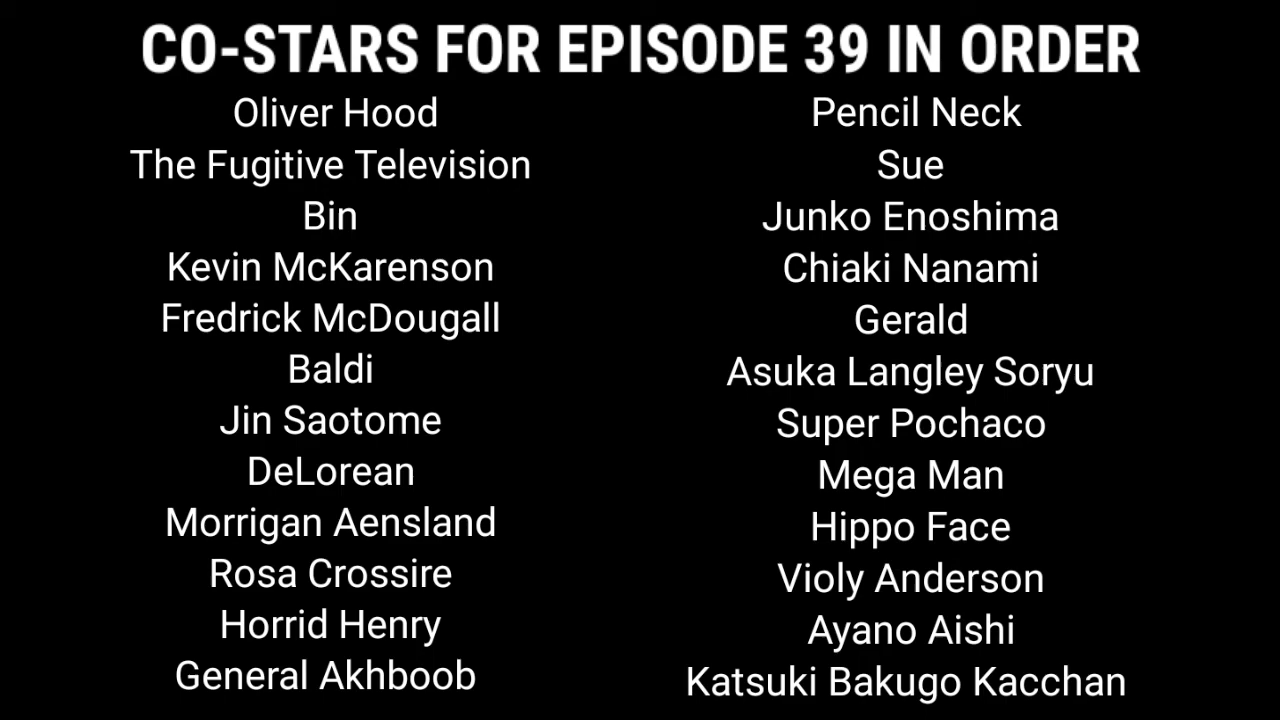 CO-STARS FOR EPISODE 39 IN ORDER
Oliver Hood
The Fugitive Television
Bin
Kevin McKarenson
Fredrick McDougall
Baldi
Jin Saotome
DeLorean
Morrigan Aensland
Rosa Crossire
Horrid Henry
General Akhboob
Pencil Neck
Sue
Junko Enoshima
Chiaki Nanami
Gerald
Asuka Langley Soryu
Super Pochaco
Mega Man
Hippo Face
Violy Anderson
Ayano Aishi
Katsuki Bakugo Kacchan